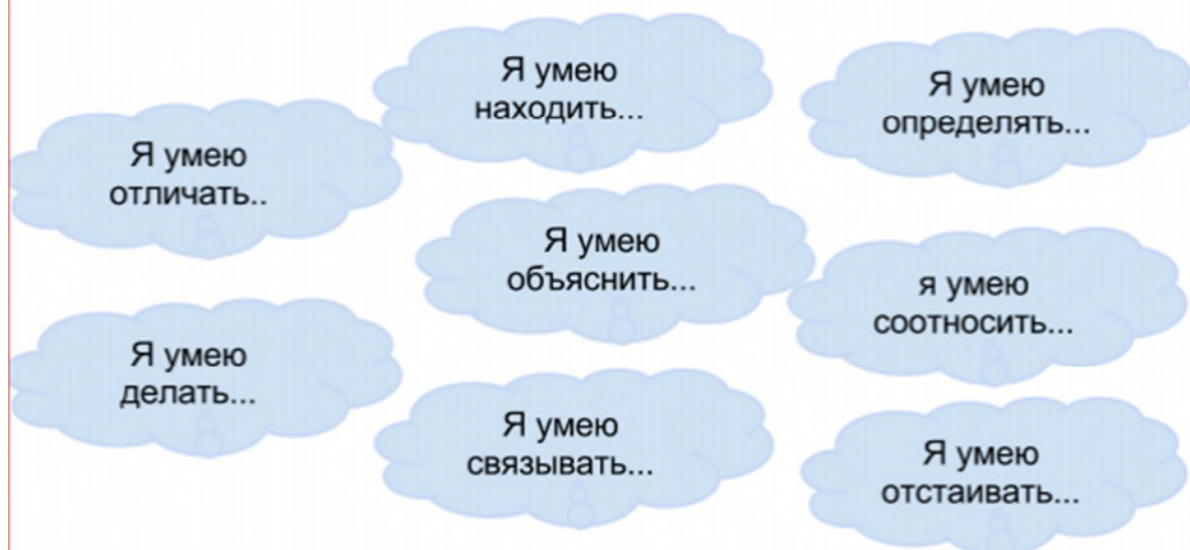 Я умею
находить...
Я умею
определять...
Я умею
отличать..
Я умею
объяснить...
я умею
соотносить...
Я умею
делать...
Я умею
связывать...
Я умею
отстаивать...